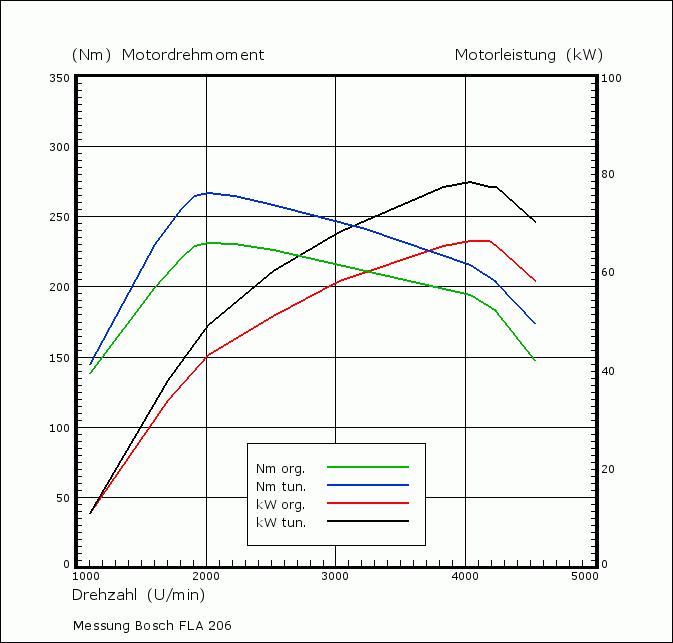 (Nm) Motordrehmoment Motorleistung (kW)
350 100
300
80
250
60
200
150 40
100
20
50
0 0
Nm org.
Nm tun.
kW org.
kW tun.
1000 2000 3000 4000 5000
Drehzahl (U/min)
Messung Bosch FLA 206